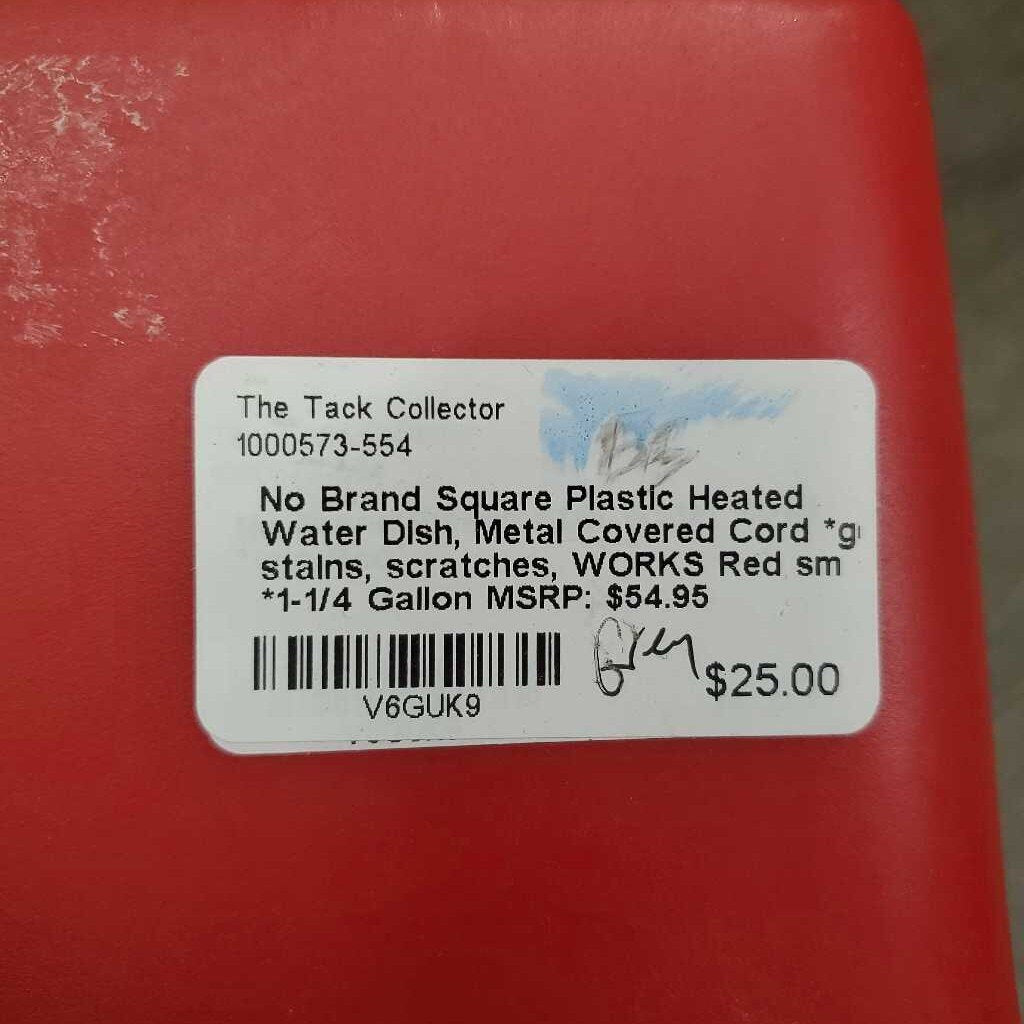 The Tack Collector
1000573-554
No Brand Square Plastic Heated
Water Dish, Metal Covered Cord
stains, scratches, WORKS Red sm
*1-1/4 Gallon MSRP: $54.95
Grey
$25.00
V6GUK9